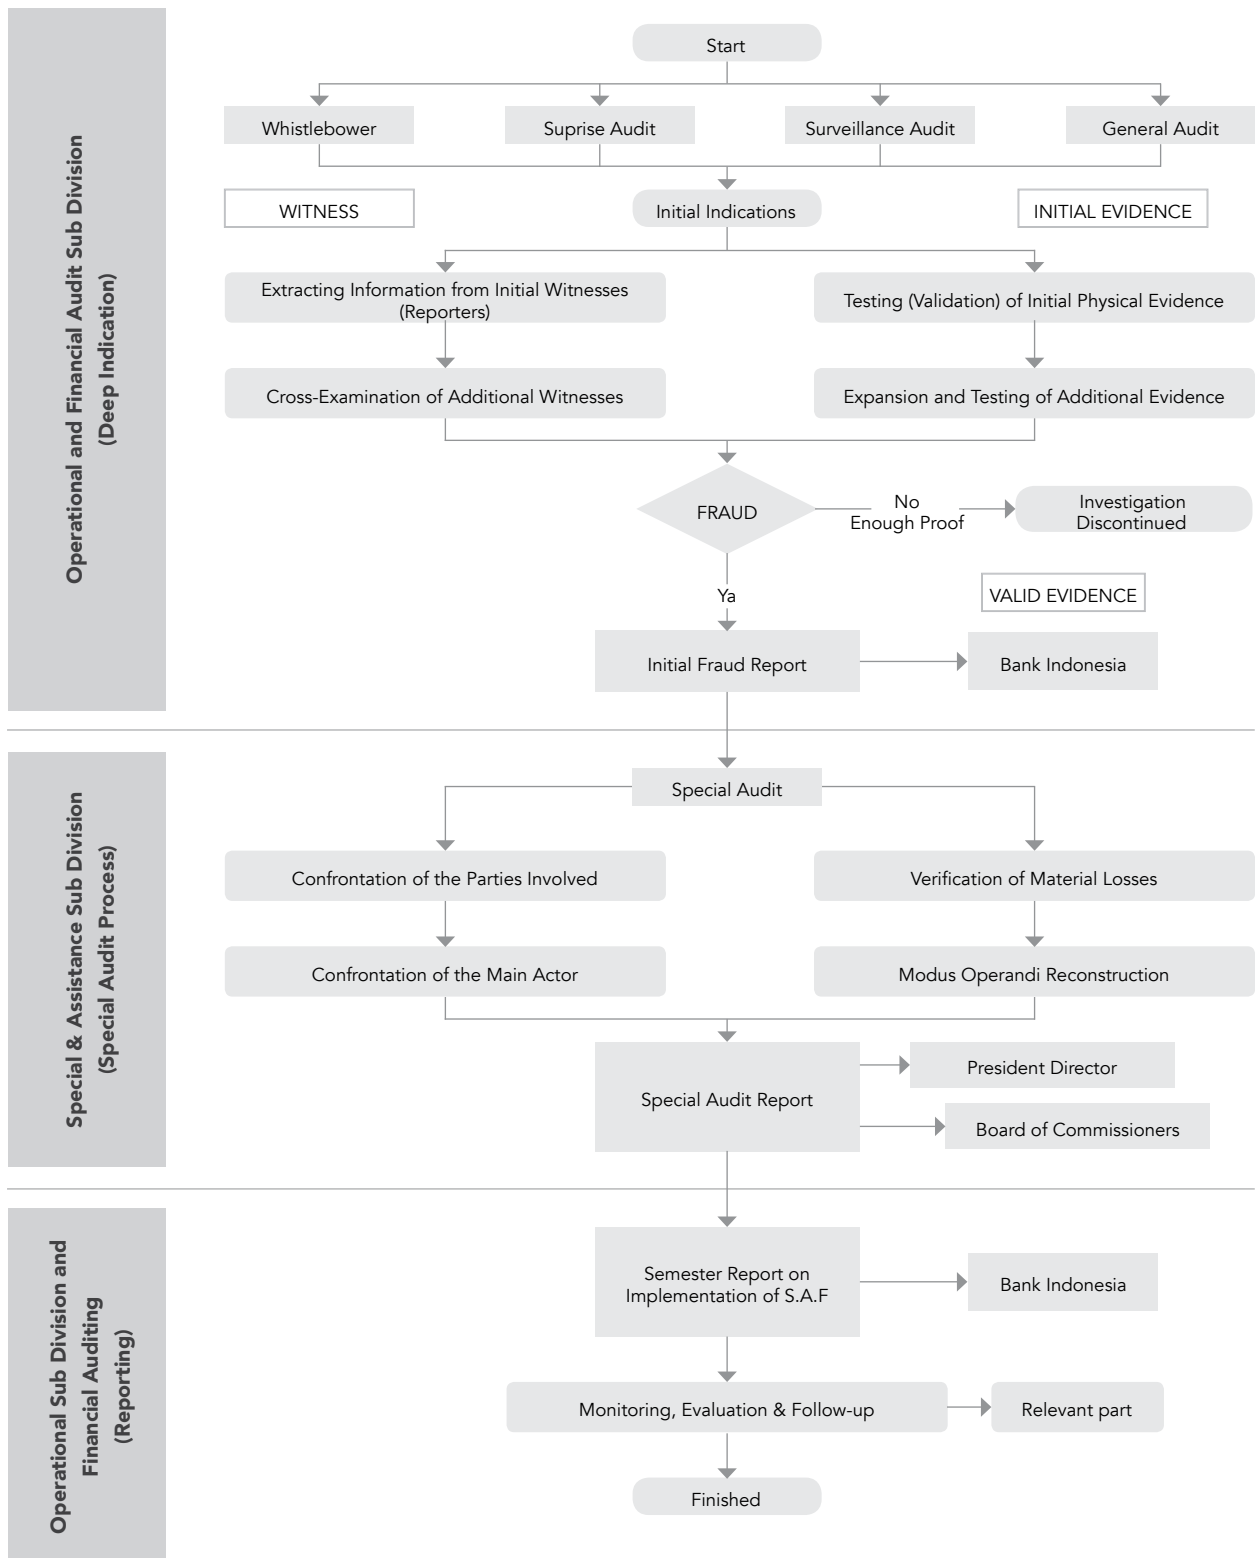 Operational and Financial Audit Sub Division
(Deep Indication)
Start
Whistlebower
Suprise Audit
Surveillance Audit
General Audit
WITNESS
Initial Indications
INITIAL EVIDENCE
Extracting Information from Initial Witnesses
(Reporters)
Testing (Validation) of Initial Physical Evidence
Cross-Examination of Additional Witnesses
Expansion and Testing of Additional Evidence
FRAUD
No
Enough Proof
Investigation
Discontinued
Ya
VALID EVIDENCE
Initial Fraud Report
Bank Indonesia
Special & Assistance Sub Division
(Special Audit Process)
Special Audit
Confrontation of the Parties Involved
Verification of Material Losses
Confrontation of the Main Actor
Modus Operandi Reconstruction
Special Audit Report
President Director
Board of Commissioners
Operational Sub Division and
Financial Auditing
(Reporting)
Semester Report on
Implementation of S.A.F
Bank Indonesia
Monitoring, Evaluation & Follow-up
Relevant part
Finished